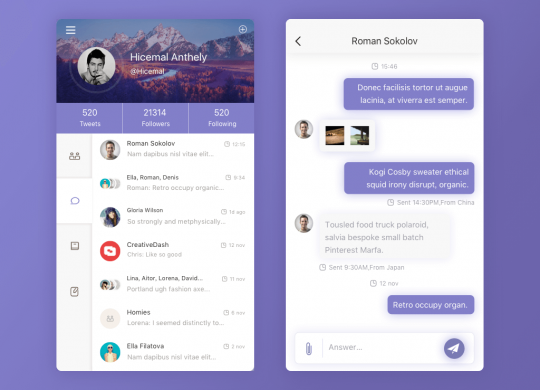 Hicemal Anthely
@Hicemal
520
Tweets
21314
Followers
520
Following
Roman Sokolov
12:15
Nam dapibus nisl vitae elit...
Ella, Roman, Denis
9:34
Roman: Retro occupy organic...
Gloria Wilson
1d ago
So strongly and metphysically...
CreativeDash
12 nov
Chris: Like so good
Lina, Aitor, Lorena, David...
11 nov
Portland ugh fashion axe...
Homies
6 nov
Lorena: I seemed distinctly to...
Ella Filatova
2 nov
Nam dapibus nisl vitae elit...
Roman Sokolov
15:46
Donec facilisis tortor ut augue
lacinia, at viverra est semper.
Kogi Cosby sweater ethical
squid irony disrupt, organic.
Sent 14:30PM,From China
Tousled food truck polaroid,
salvia bespoke small batch
Pinterest Marfa.
Sent 9:30AM,From Japan
12 nov
Retro occupy organ.
Answer...